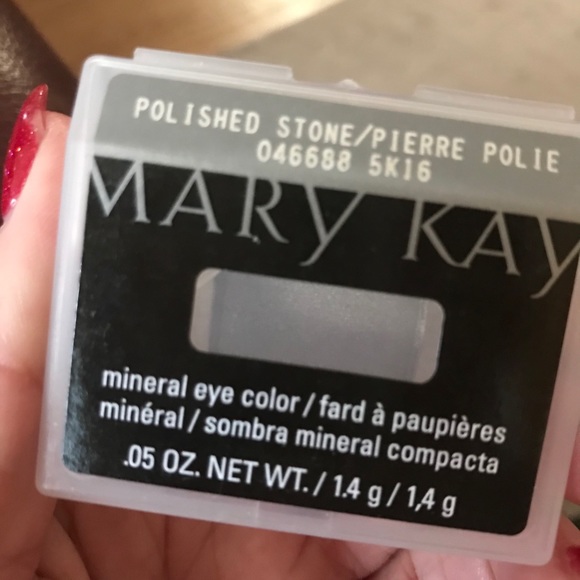 POLISHED STONE/PIERRE POLIE
046688 5K16
MARY KAY
mineral eye color / fard à paupières
minéral / sombra mineral compacta
.05 OZ. NET WT. / 1.4 g / 1,4 g